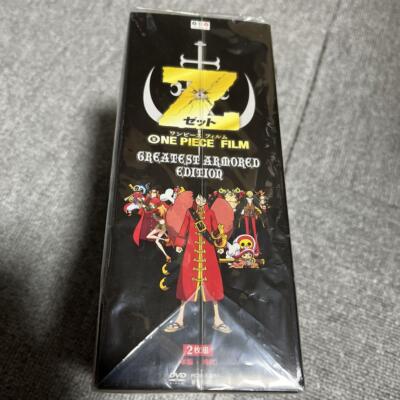 Z
ゼット
ワンピース フィルム
ONE PIECE FILM
GREATEST ARMORED
EDITION
2枚組
DVD